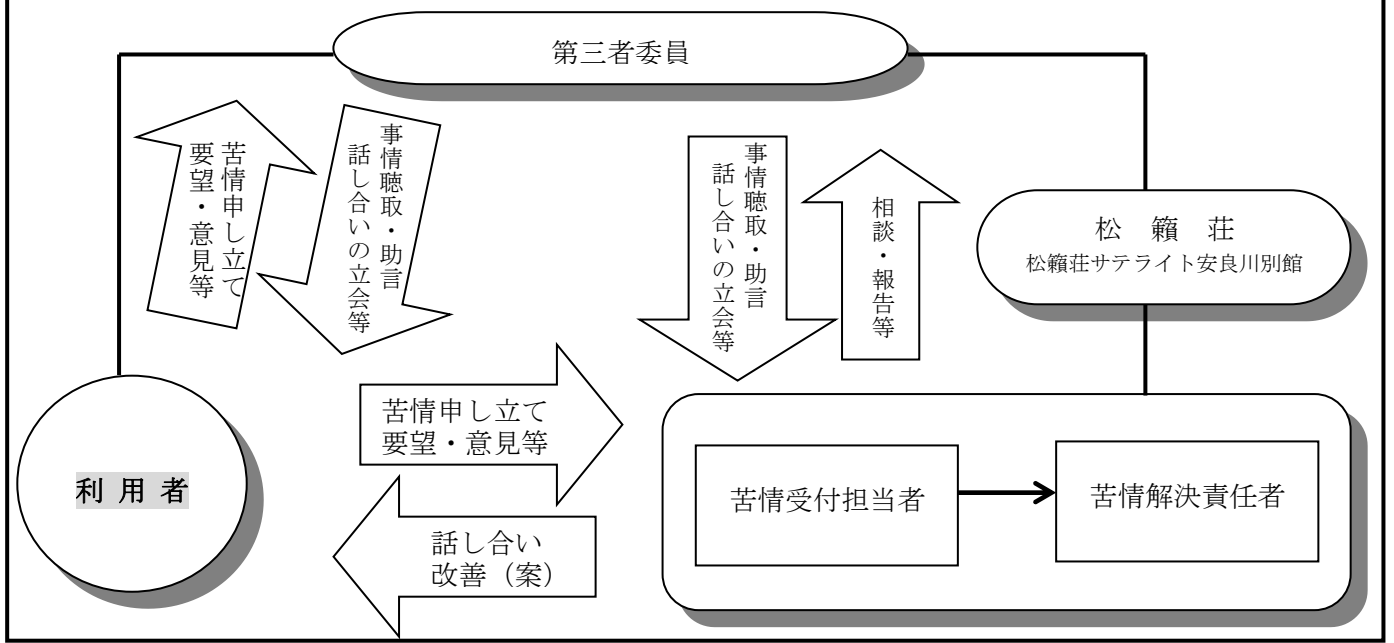 第三者委員
苦情申し立て
要望・意見等
事情聴取・助言
話し合いの立会等
事情聴取・助言
話し合いの立会等
相談・報告等
松　籟　荘
松籟荘サテライト安良川別館
苦情申し立て
要望・意見等
利 用 者
苦情受付担当者
苦情解決責任者
話し合い
改善（案）